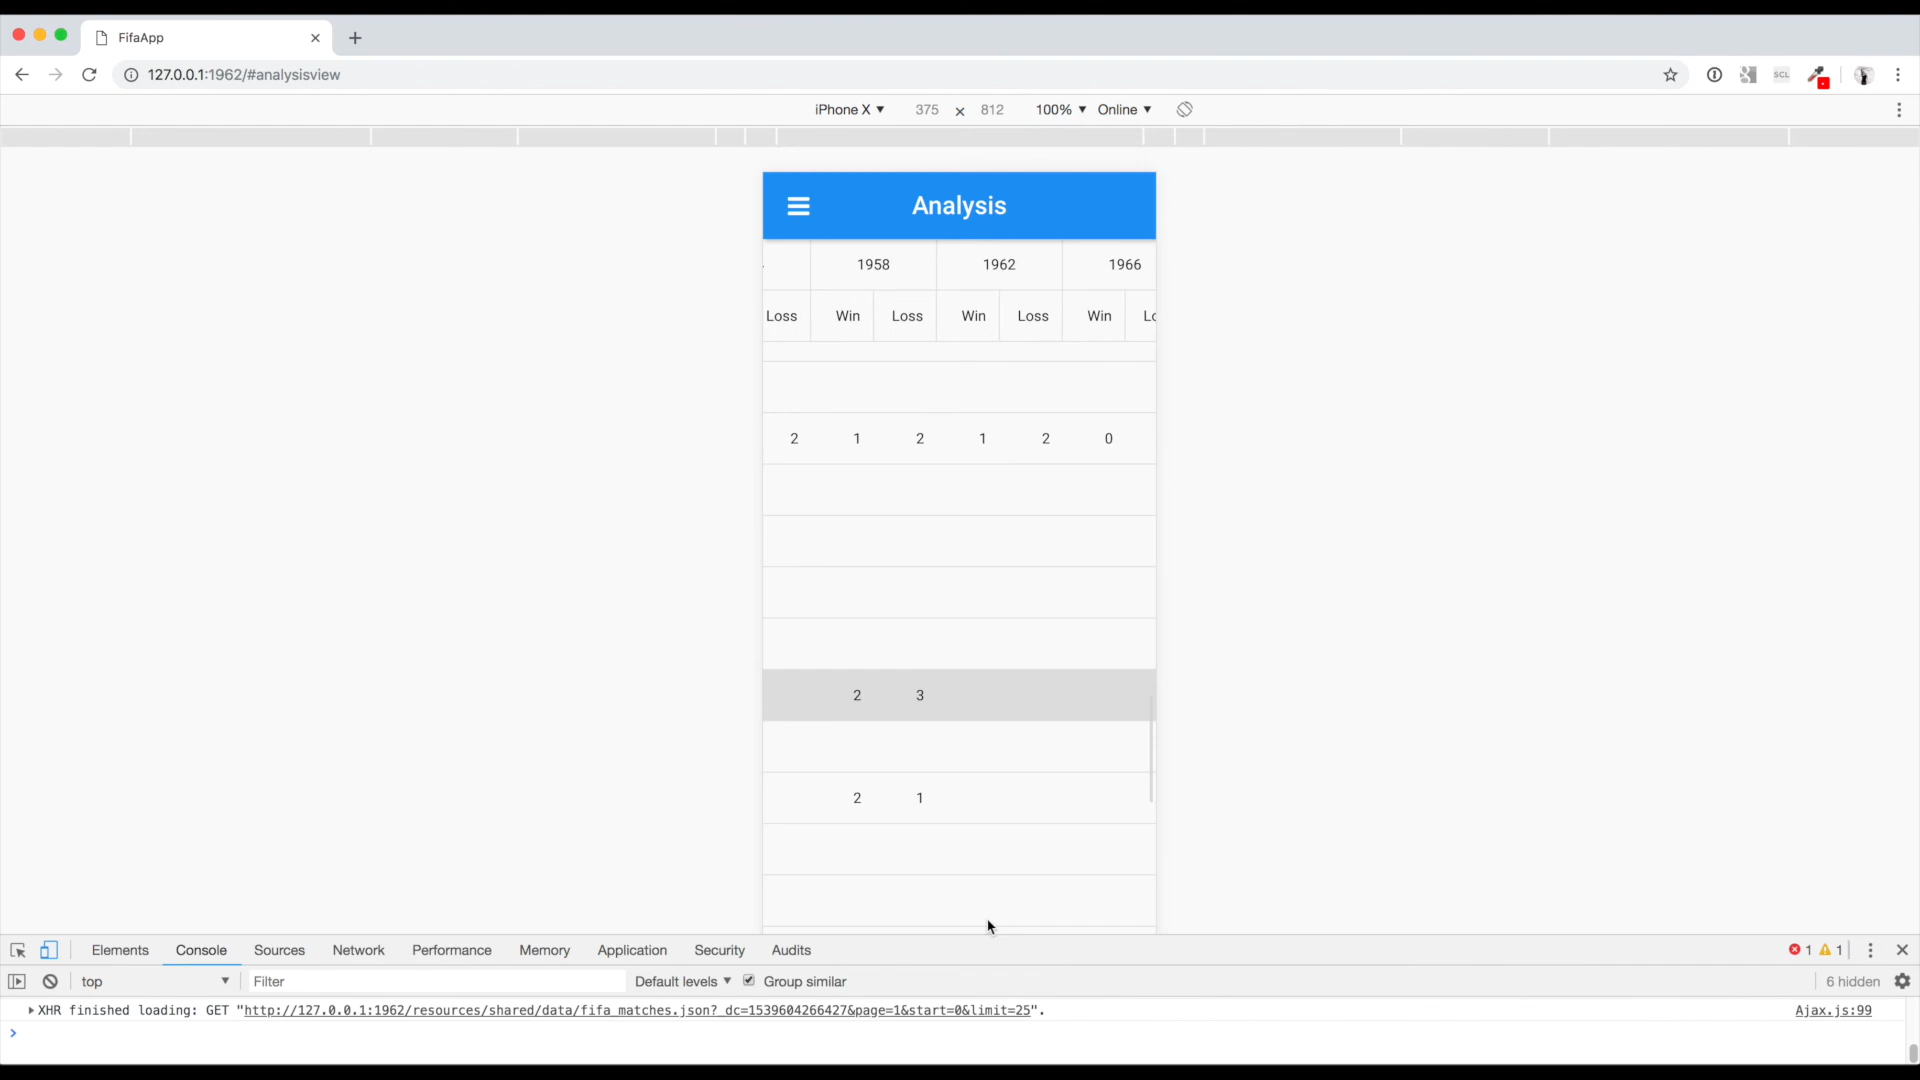 FifaApp
127.0.0.1:1962/#analysisview
SCL
iPhone X 375 × 812 100% Online
Analysis
1958 1962 1966
Loss Win Loss Win Loss Win Lo
2 1 2 1 2 0
2 3
2 1
Elements Console Sources Network Performance Memory Application Security Audits 1 1
top Filter Default levels Group similar 6 hidden
XHR finished loading: GET "http://127.0.0.1:1962/resources/shared/data/fifa_matches.json?_dc=1539604266427&page=1&start=0&limit=25". Ajax.js:99